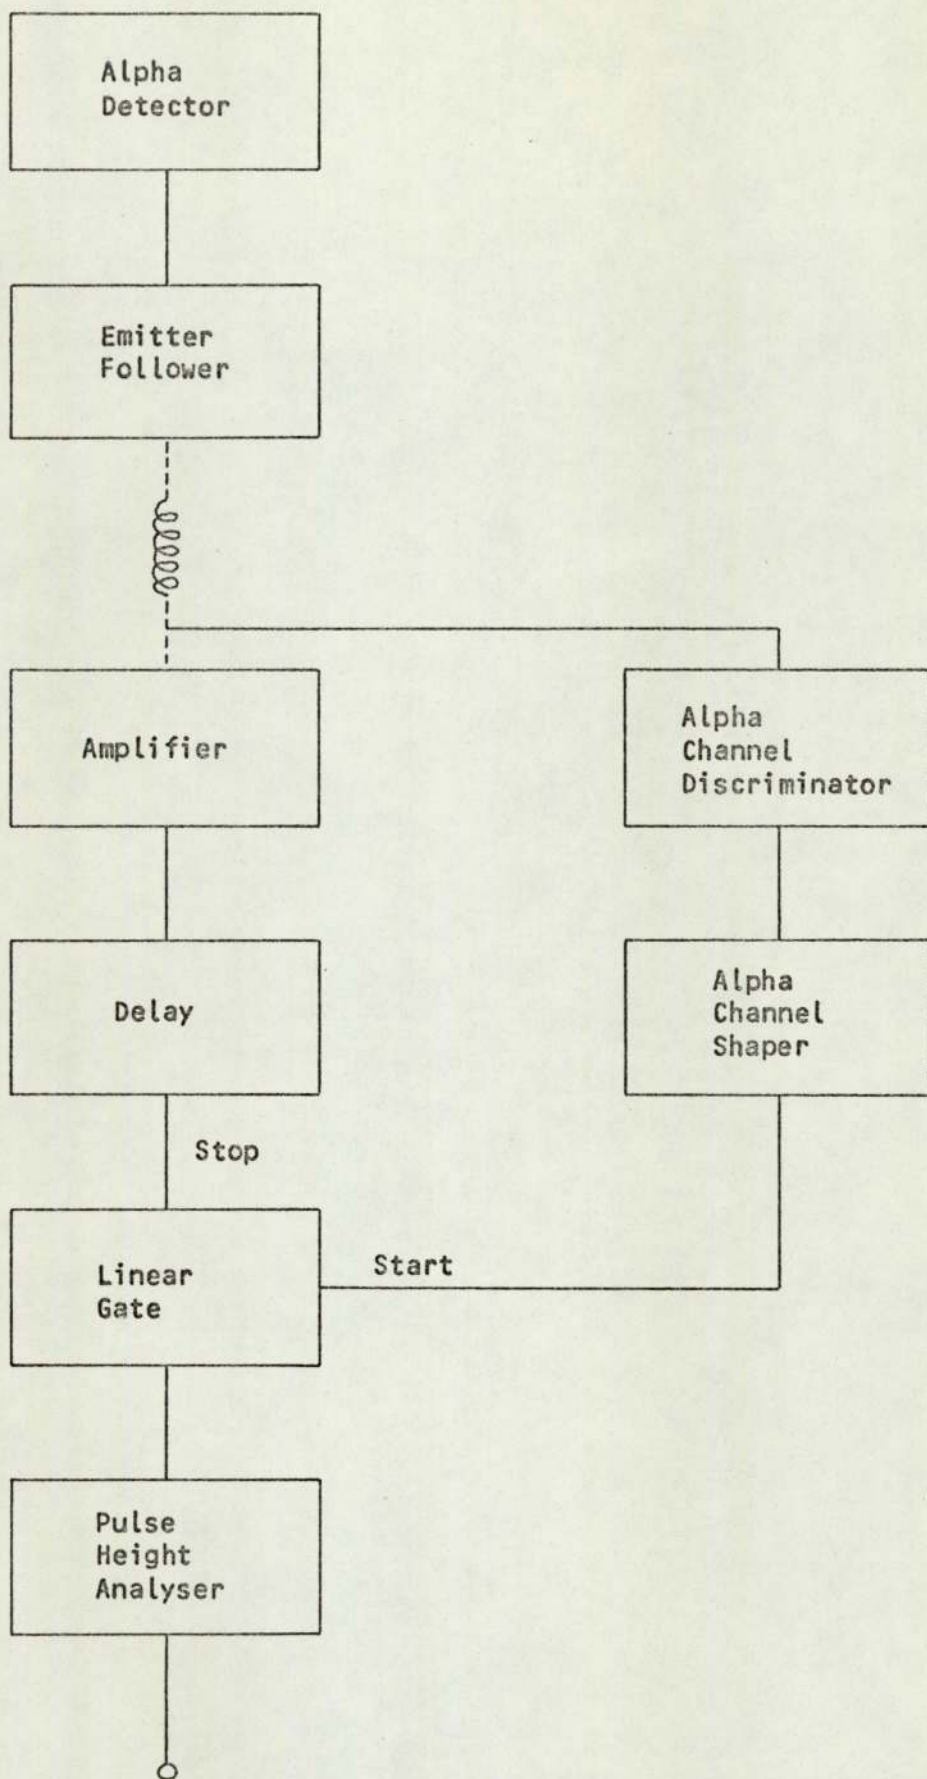 Alpha
Detector
Emitter
Follower
Amplifier
Alpha
Channel
Discriminator
Delay
Alpha
Channel
Shaper
Stop
Linear
Gate
Start
Pulse
Height
Analyser